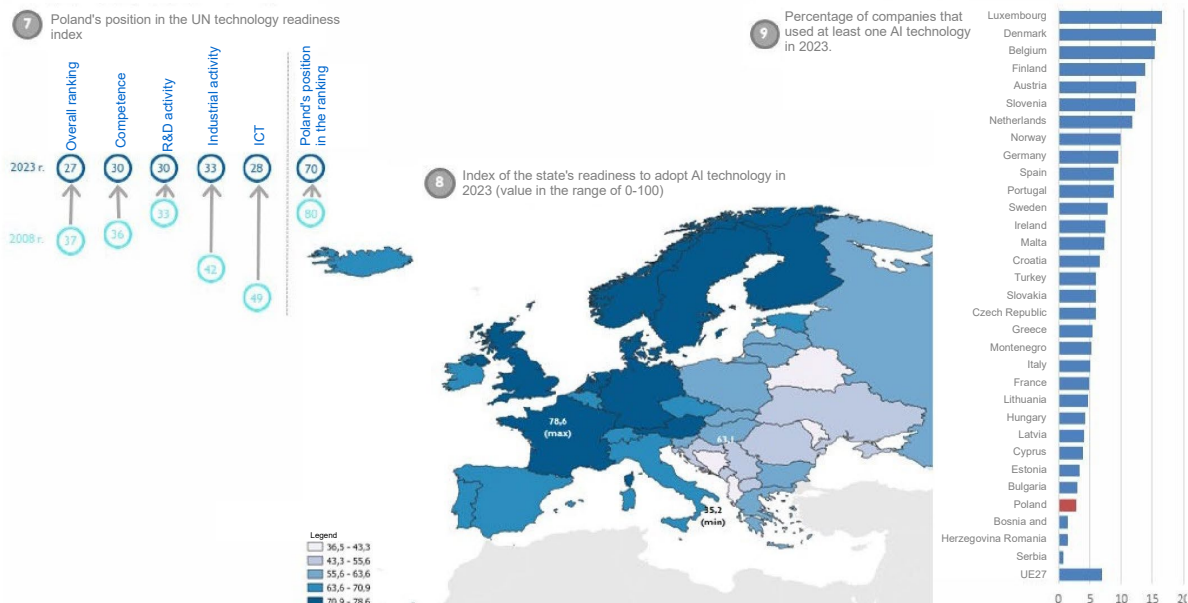 7
Poland's position in the UN technology readiness
index
Overall ranking
Competence
R&D activity
Industrial activity
ICT
Poland's position
in the ranking
2023 r.
27
30
30
33
28
70
2008 r.
37
36
33
42
49
80
8
Index of the state's readiness to adopt AI technology in
2023 (value in the range of 0-100)
78,6
(max)
63,1
35,2
(min)
Legend
36,5 - 43,3
43,3 - 55,6
55,6 - 63,6
63,6 - 70,9
70,9 - 78,6
9
Percentage of companies that
used at least one AI technology
in 2023.
Luxembourg
Denmark
Belgium
Finland
Austria
Slovenia
Netherlands
Norway
Germany
Spain
Portugal
Sweden
Ireland
Malta
Croatia
Turkey
Slovakia
Czech Republic
Greece
Montenegro
Italy
France
Lithuania
Hungary
Latvia
Cyprus
Estonia
Bulgaria
Poland
Bosnia and
Herzegovina Romania
Serbia
UE27
0 5 10 15 20